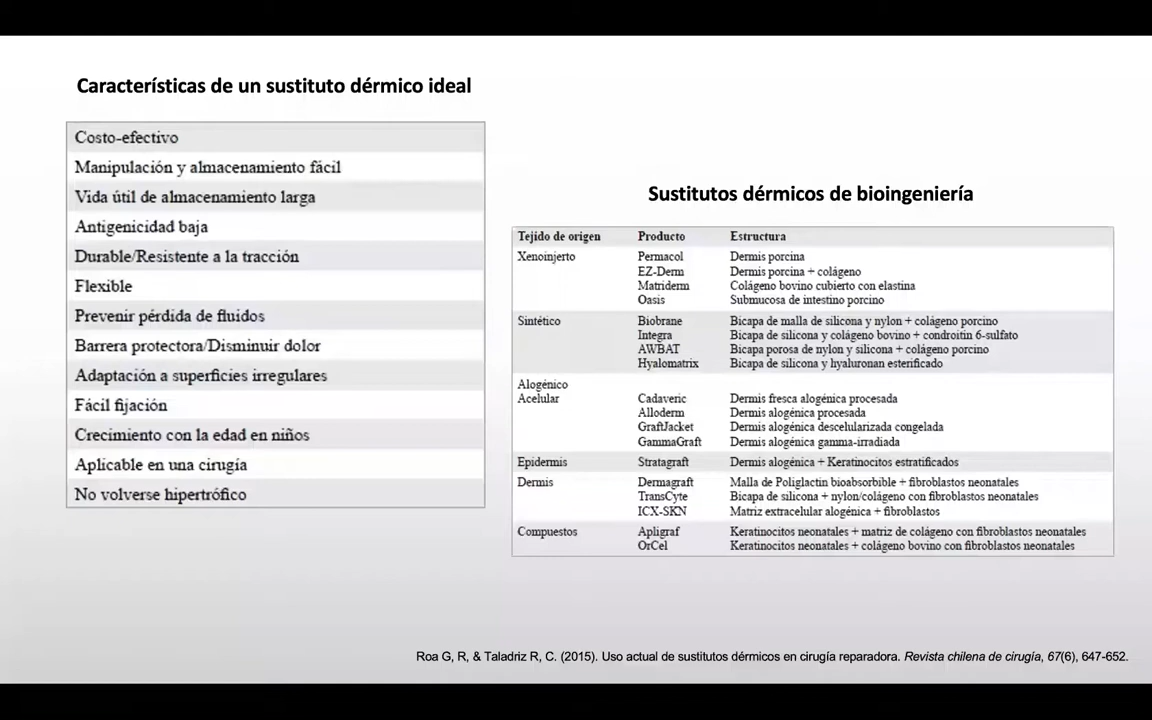 Características de un sustituto dérmico ideal
Costo-efectivo
Manipulación y almacenamiento fácil
Vida útil de almacenamiento larga
Antigenicidad baja
Durable/Resistente a la tracción
Flexible
Prevenir pérdida de fluidos
Barrera protectora/Disminuir dolor
Adaptación a superficies irregulares
Fácil fijación
Crecimiento con la edad en niños
Aplicable en una cirugía
No volverse hipertrófico
Sustitutos dérmicos de bioingeniería
Tejido de origen Producto Estructura
Xenoinjerto Permacol Dermis porcina
EZ-Derm Dermis porcina + colágeno
Matriderm Colágeno bovino cubierto con elastina
Oasis Submucosa de intestino porcino
Sintético Biobrane Bicapa de malla de silicona y nylon + colágeno porcino
Integra Bicapa de silicona y colágeno bovino + condroitin 6-sulfato
AWBAT Bicapa porosa de nylon y silicona + colágeno porcino
Hyalomatrix Bicapa de silicona y hyaluronan esterificado
Alogénico
Acelular Cadaveric Dermis fresca alogénica procesada
Alloderm Dermis alogénica procesada
GraftJacket Dermis alogénica descelularizada congelada
GammaGraft Dermis alogénica gamma-irradiada
Epidermis Stratagraft Dermis alogénica + Keratinocitos estratificados
Dermis Dermagraft Malla de Poliglactin bioabsorbible + fibroblastos neonatales
TransCyte Bicapa de silicona + nylon/colágeno con fibroblastos neonatales
ICX-SKN Matriz extracelular alogénica + fibroblastos
Compuestos Apligraf Keratinocitos neonatales + matriz de colágeno con fibroblastos neonatales
OrCel Keratinocitos neonatales + colágeno bovino con fibroblastos neonatales
Roa G, R, & Taladriz R, C. (2015). Uso actual de sustitutos dérmicos en cirugía reparadora. Revista chilena de cirugía, 67(6), 647-652.